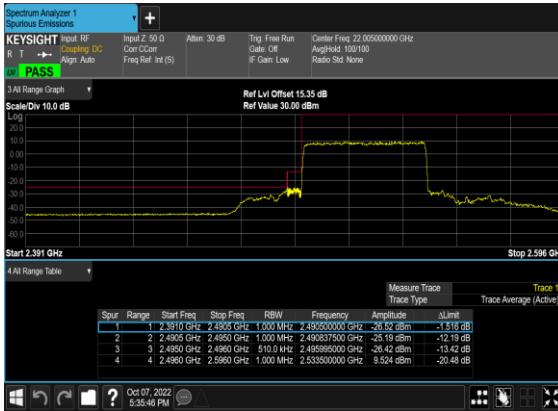 Spectrum Analyzer 1
Spurious Emissions
+
KEYSIGHT Input: RF Input Z: 50 Ω Atten: 30 dB Trig: Free Run Center Freq: 22.005000000 GHz
R T Coupling: DC Corr CCorr Gate: Off Avg|Hold: 100/100
Align: Auto Freq Ref: Int (S) IF Gain: Low Radio Std: None
PASS
3 All Range Graph
Ref Lvl Offset 15.35 dB
Scale/Div 10.0 dB Ref Value 30.00 dBm
Log
20.0
10.0
0.00
-10.0
-20.0
-30.0
-40.0
-50.0
-60.0
Start 2.391 GHz Stop 2.596 GH
4 All Range Table
Measure Trace Trace 1
Trace Type Trace Average (Active)
Spur Range Start Freq Stop Freq RBW Frequency Amplitude ΔLimit
1 1 2.3910 GHz 2.4905 GHz 1.000 MHz 2.490500000 GHz -26.52 dBm -1.516 dB
2 2 2.4905 GHz 2.4950 GHz 1.000 MHz 2.490837500 GHz -25.19 dBm -12.19 dB
3 3 2.4950 GHz 2.4960 GHz 510.0 kHz 2.495995000 GHz -26.42 dBm -13.42 dB
4 4 2.4960 GHz 2.5960 GHz 1.000 MHz 2.533500000 GHz 9.524 dBm -20.48 dB
? Oct 07, 2022
5:35:46 PM